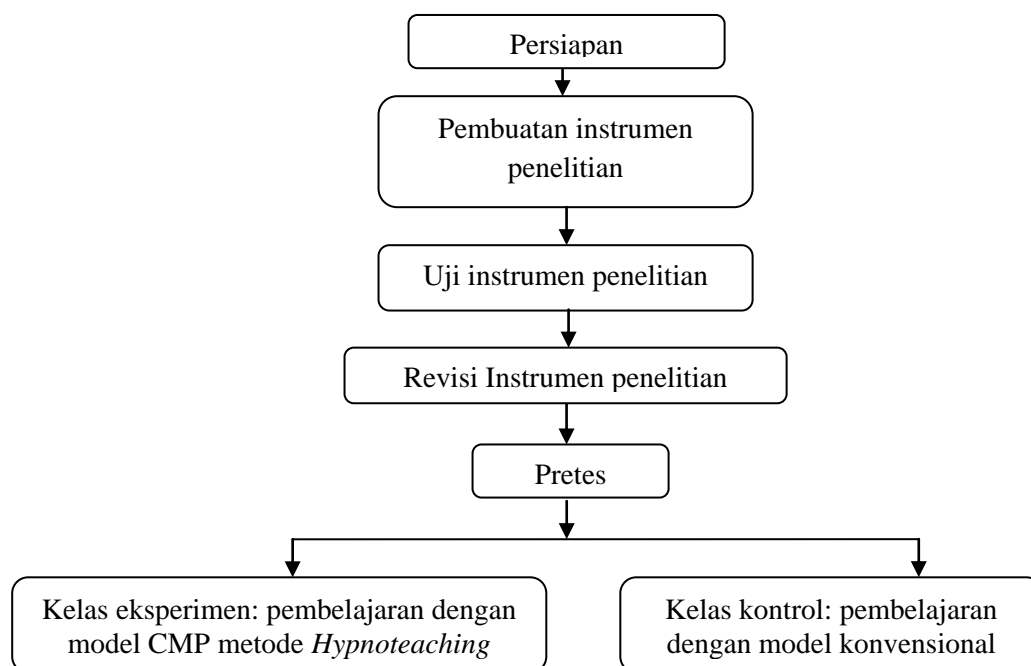 Persiapan
Pembuatan instrumen
penelitian
Uji instrumen penelitian
Revisi Instrumen penelitian
Pretes
Kelas eksperimen: pembelajaran dengan
model CMP metode Hypnoteaching
Kelas kontrol: pembelajaran
dengan model konvensional